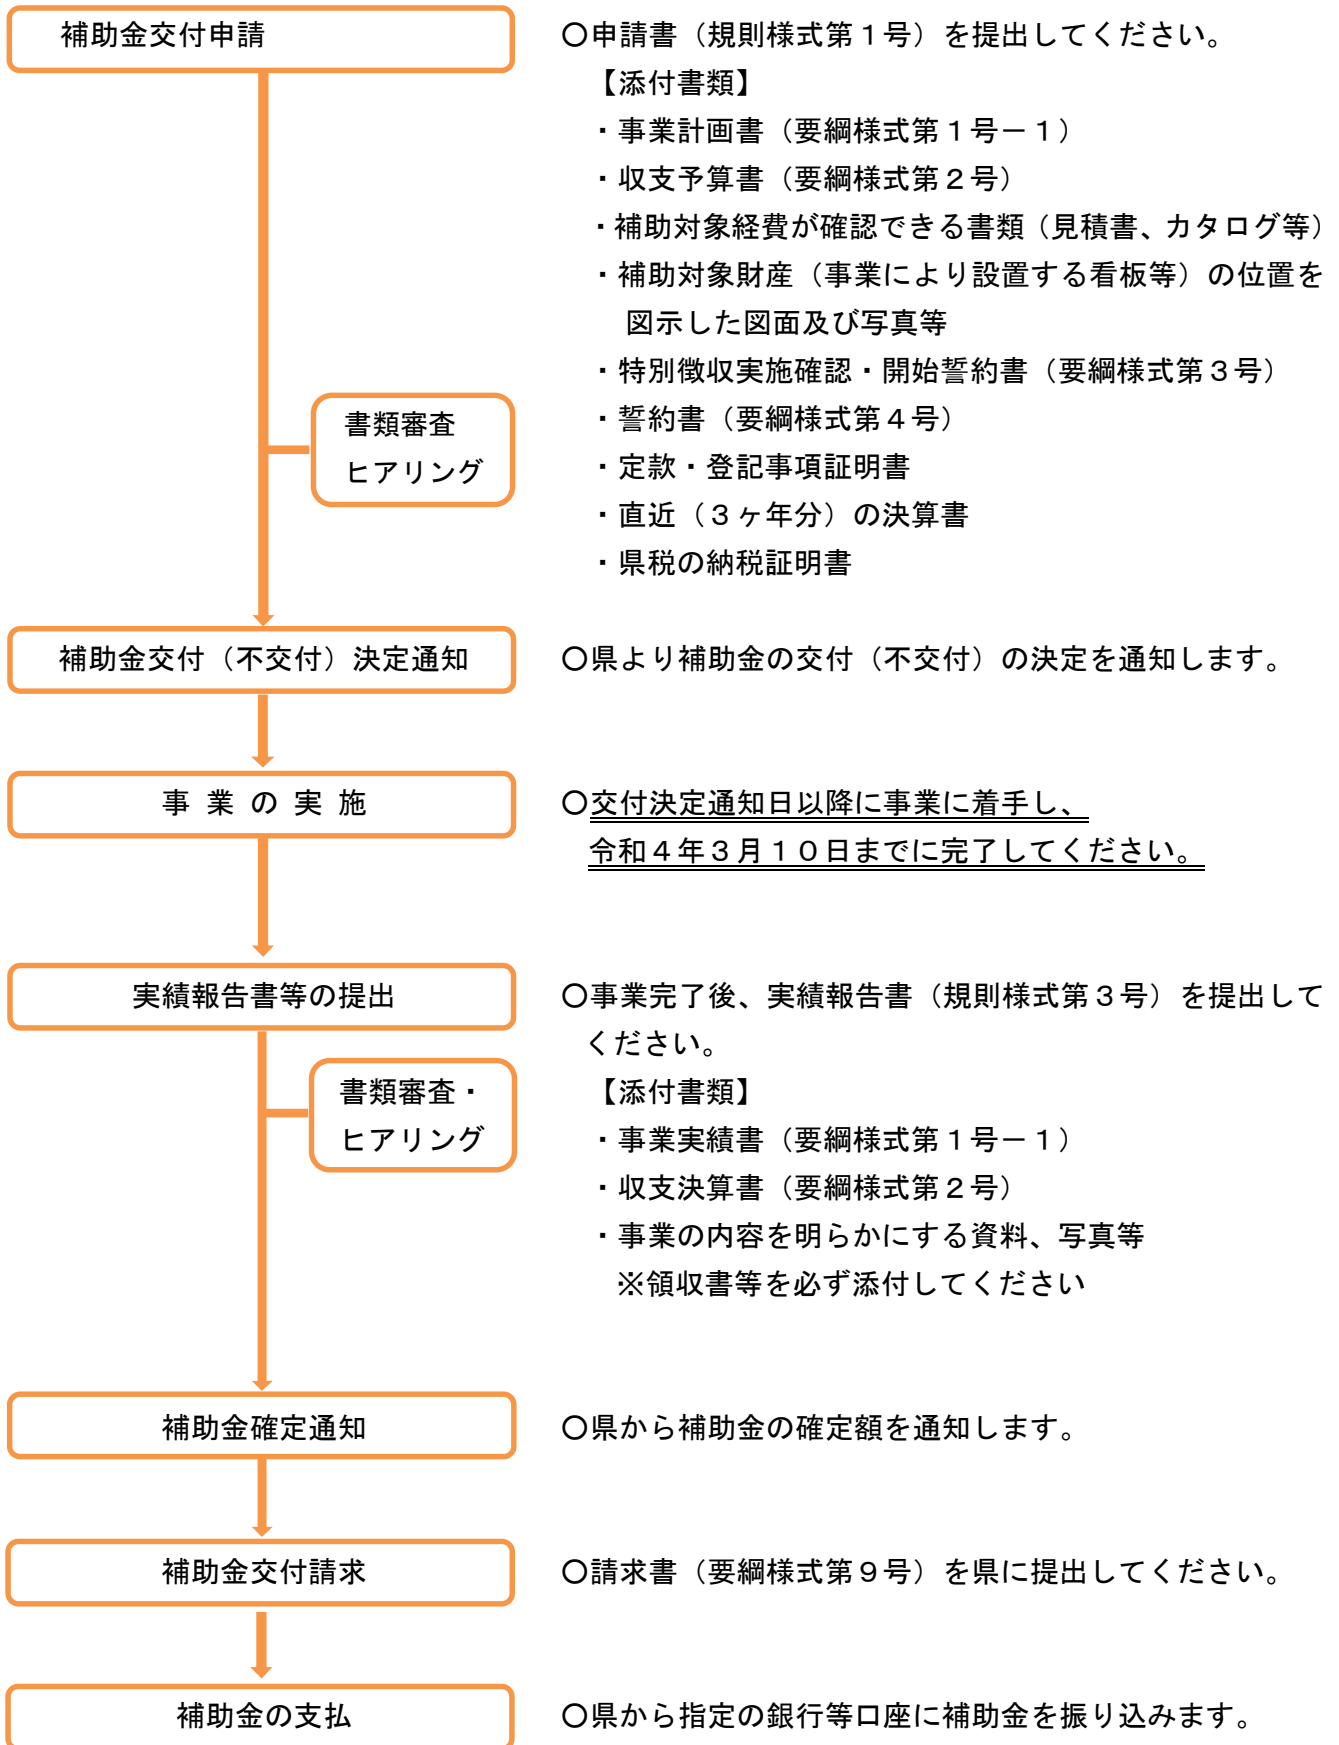 補助金交付申請
〇申請書（規則様式第１号）を提出してください。
【添付書類】
・事業計画書（要綱様式第１号－１）
・収支予算書（要綱様式第２号）
・補助対象経費が確認できる書類（見積書、カタログ等）
・補助対象財産（事業により設置する看板等）の位置を
図示した図面及び写真等
・特別徴収実施確認・開始誓約書（要綱様式第３号）
・誓約書（要綱様式第４号）
・定款・登記事項証明書
・直近（３ヶ年分）の決算書
・県税の納税証明書
書類審査
ヒアリング
補助金交付（不交付）決定通知
〇県より補助金の交付（不交付）の決定を通知します。
事 業 の 実 施
〇交付決定通知日以降に事業に着手し、
令和４年３月１０日までに完了してください。
実績報告書等の提出
〇事業完了後、実績報告書（規則様式第３号）を提出して
ください。
【添付書類】
・事業実績書（要綱様式第１号－１）
・収支決算書（要綱様式第２号）
・事業の内容を明らかにする資料、写真等
※領収書等を必ず添付してください
書類審査・
ヒアリング
補助金確定通知
〇県から補助金の確定額を通知します。
補助金交付請求
〇請求書（要綱様式第９号）を県に提出してください。
補助金の支払
〇県から指定の銀行等口座に補助金を振り込みます。